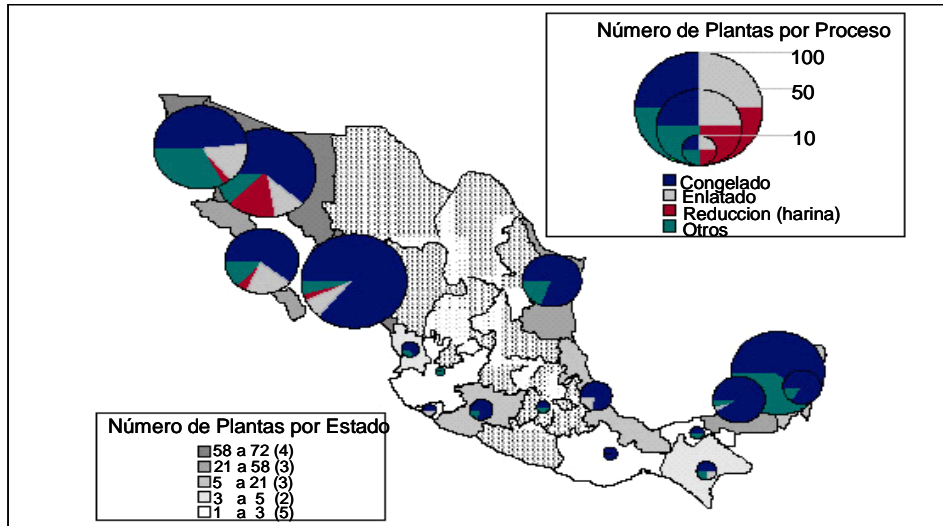 Número de Plantas por Proceso
100
50
10
Congelado
Enlatado
Reduccion (harina)
Otros
Número de Plantas por Estado
58 a 72 (4)
21 a 58 (3)
5 a 21 (3)
3 a 5 (2)
1 a 3 (5)